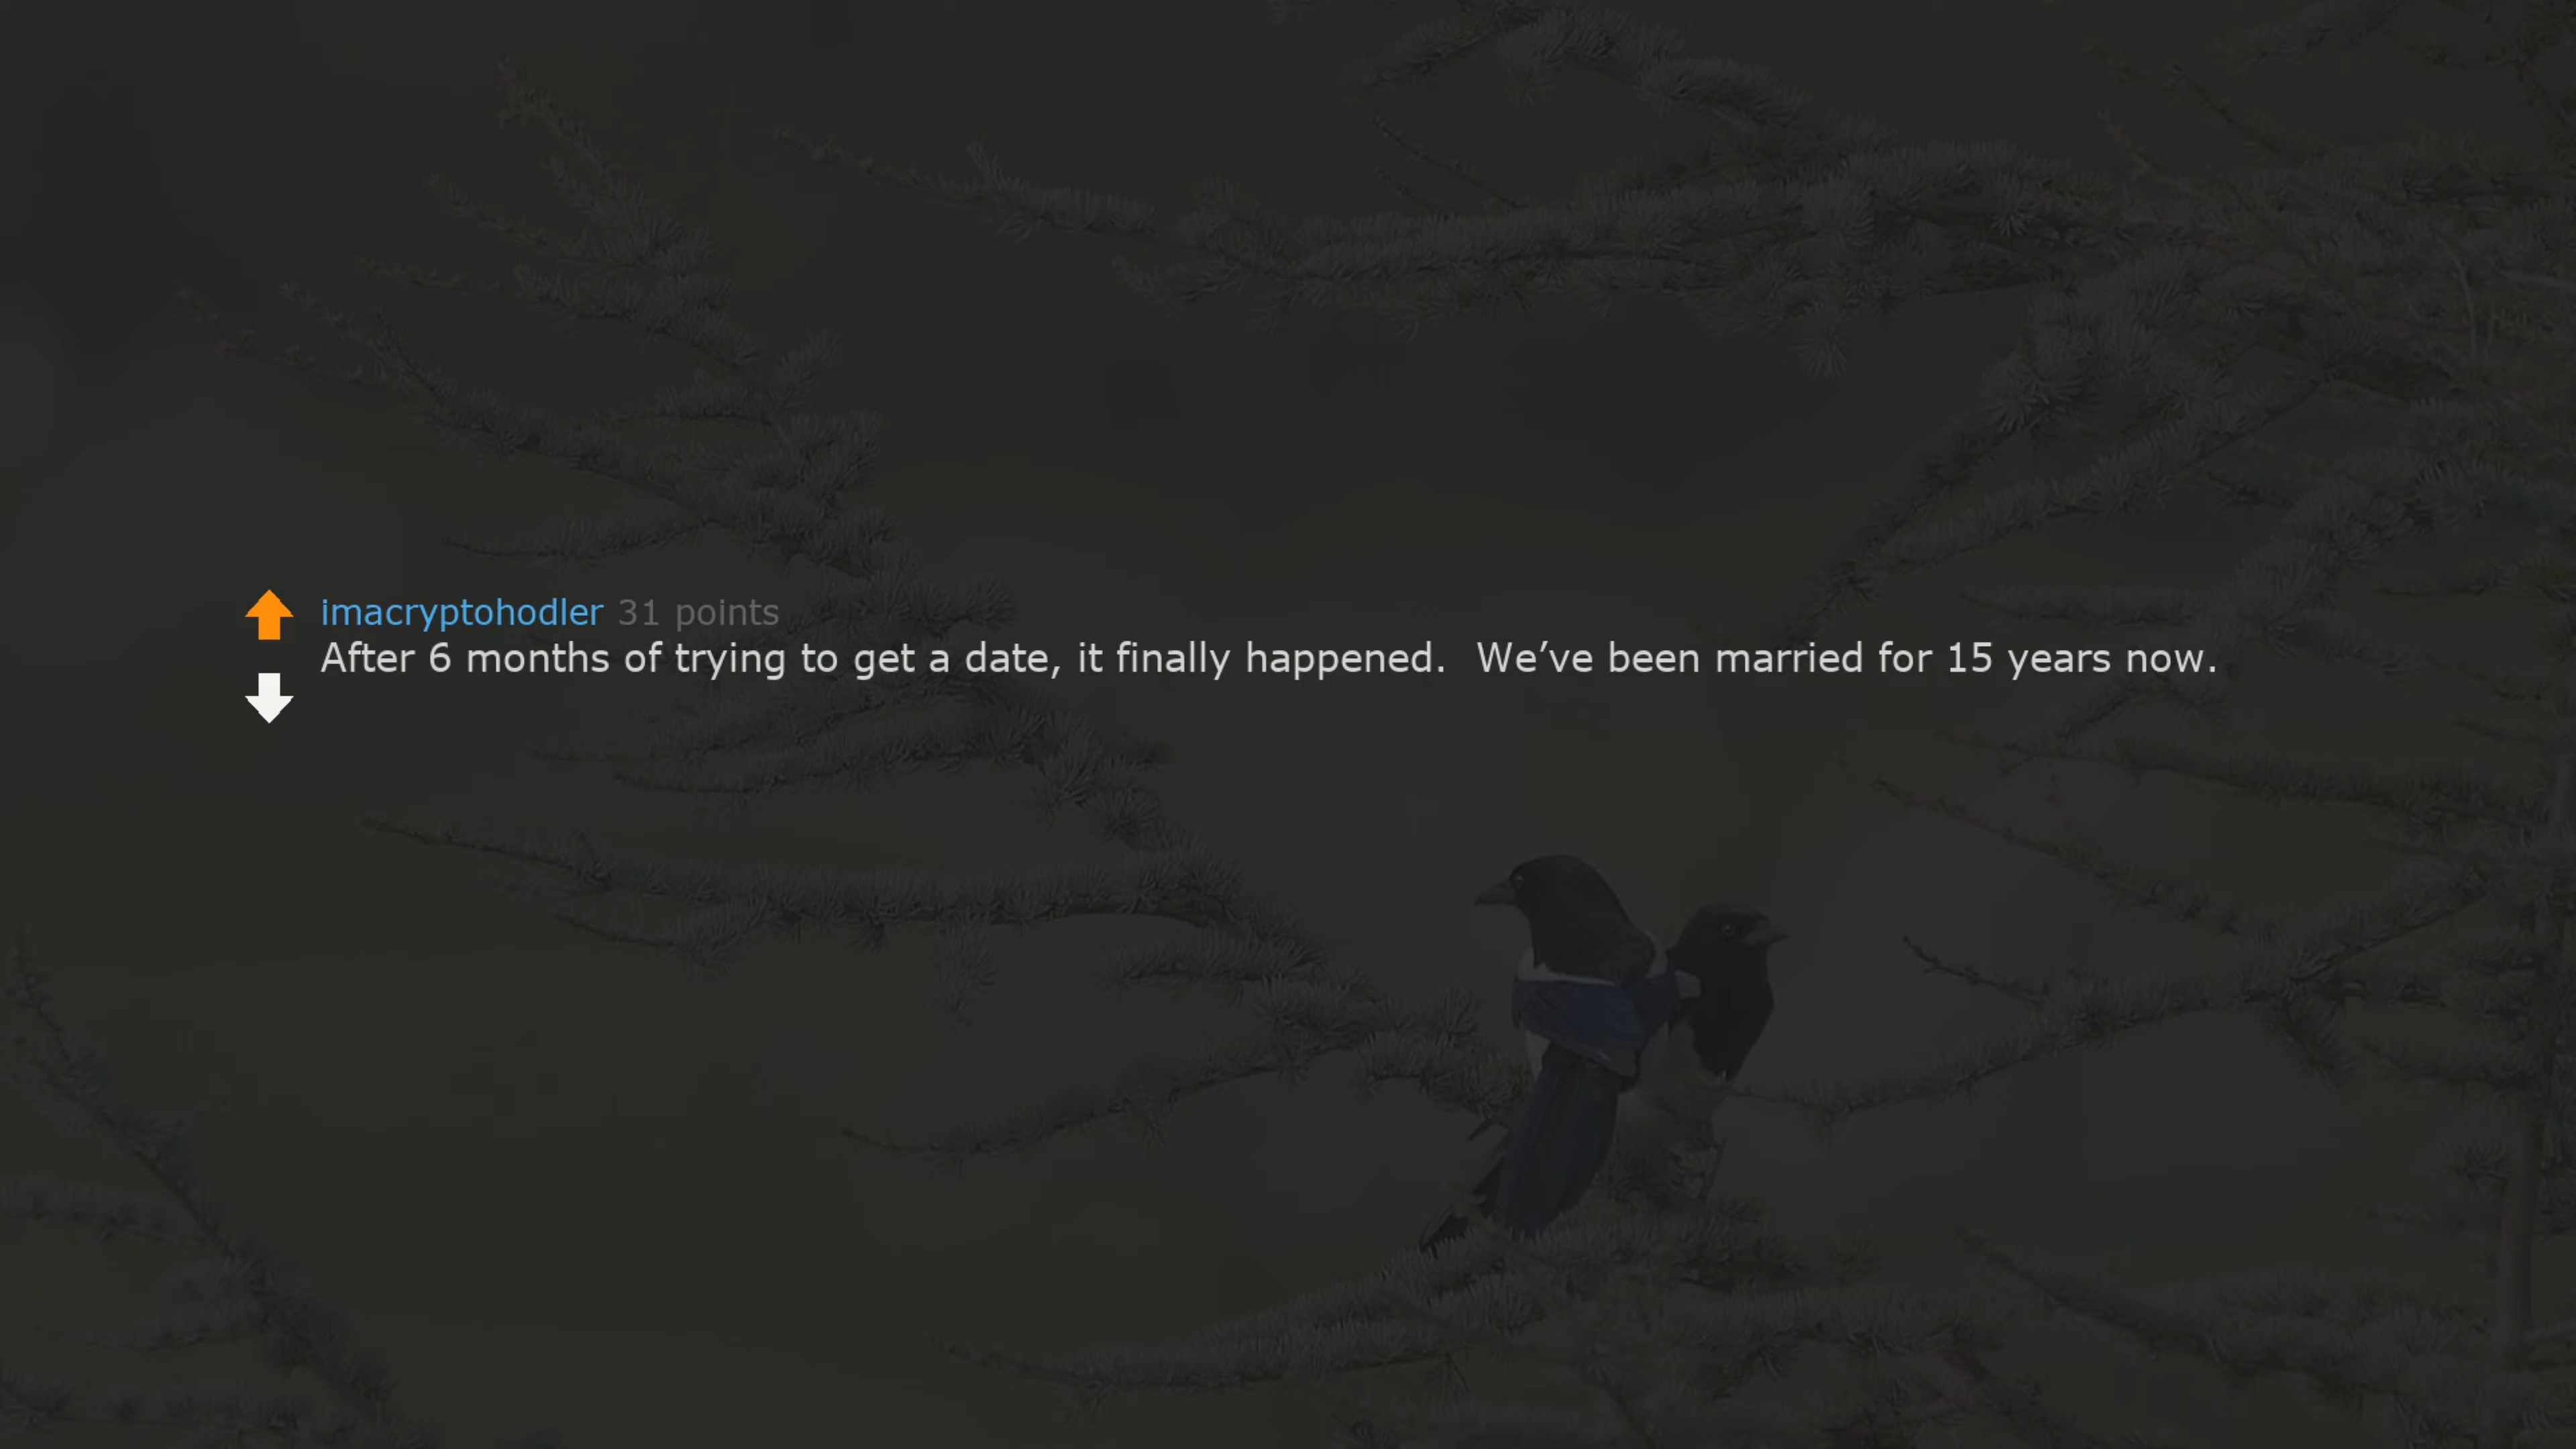 imacryptohodler 31 points
After 6 months of trying to get a date, it finally happened.  We’ve been married for 15 years now.